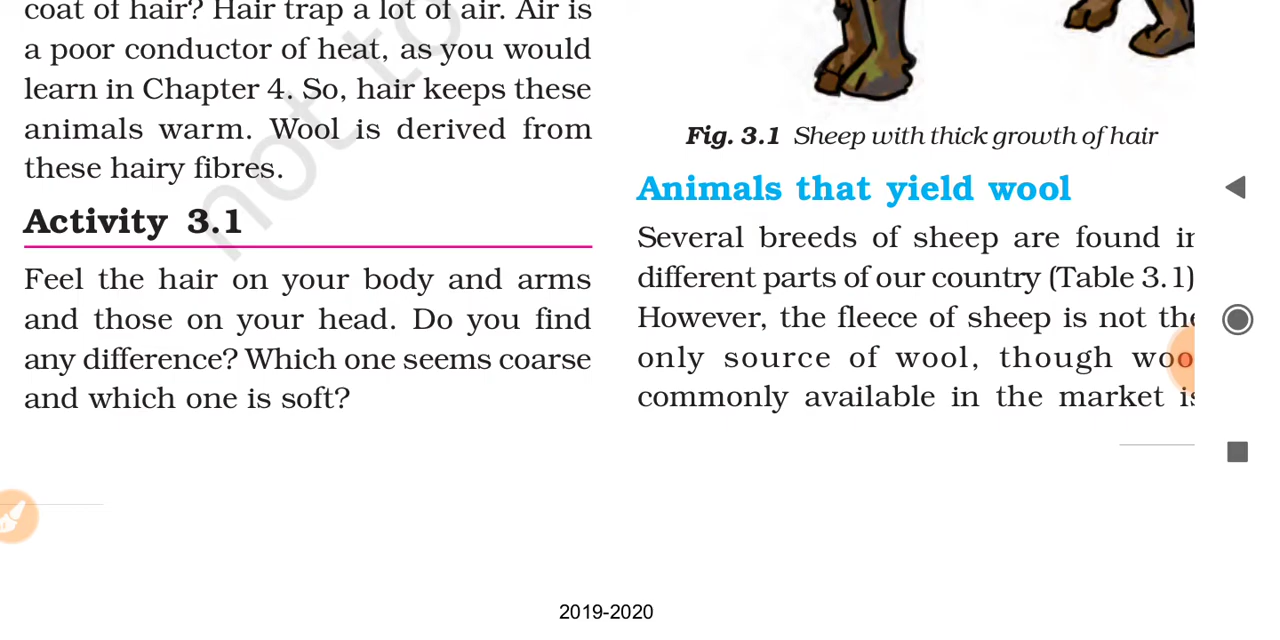 coat of hair? Hair trap a lot of air. Air is
a poor conductor of heat, as you would
learn in Chapter 4. So, hair keeps these
animals warm. Wool is derived from
these hairy fibres.
Activity 3.1
Feel the hair on your body and arms
and those on your head. Do you find
any difference? Which one seems coarse
and which one is soft?
Fig. 3.1 Sheep with thick growth of hair
Animals that yield wool
Several breeds of sheep are found in
different parts of our country (Table 3.1)
However, the fleece of sheep is not the
only source of wool, though woo
commonly available in the market is
not to
2019-2020